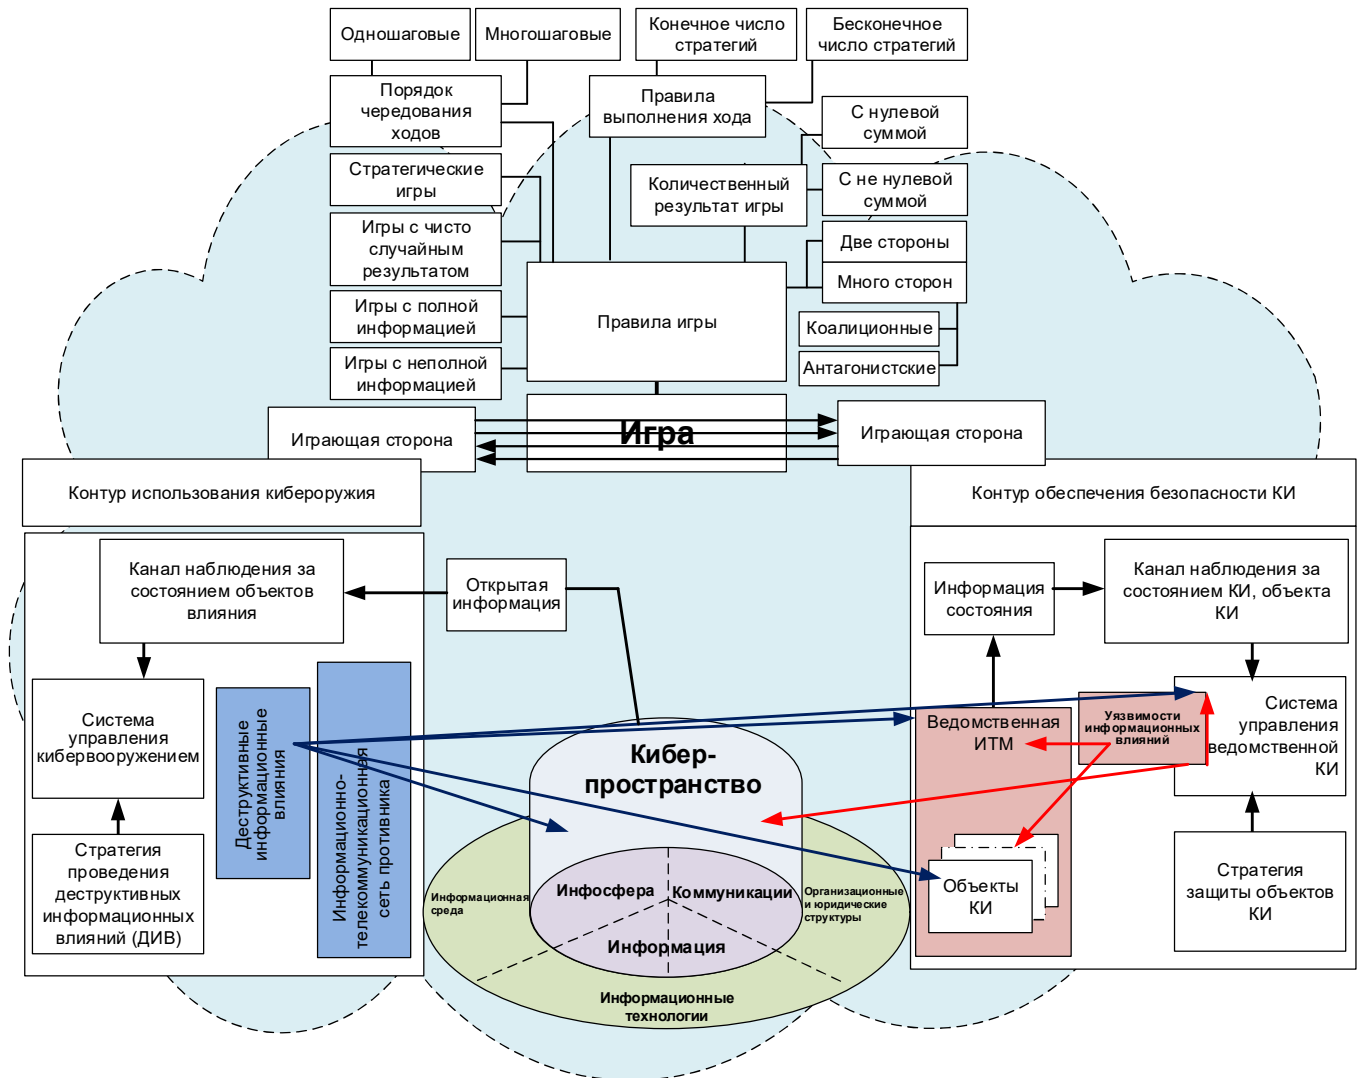 Одношаговые
Многошаговые
Конечное число
стратегий
Бесконечное
число стратегий
Порядок
чередования
ходов
Правила
выполнения хода
С нулевой
суммой
Стратегические
игры
Количественный
результат игры
С не нулевой
суммой
Игры с чисто
случайным
результатом
Две стороны
Много сторон
Игры с полной
информацией
Правила игры
Коалиционные
Игры с неполной
информацией
Антагонистские
Играющая сторона
Игра
Играющая сторона
Контур использования кибероружия
Контур обеспечения безопасности КИ
Канал наблюдения за
состоянием объектов
влияния
Открытая
информация
Информация
состояния
Канал наблюдения за
состоянием КИ, объекта
КИ
Система
управления
кибервооружением
Деструктивные
информационные
влияния
Информационно-
телекоммуникационная
сеть противника
Стратегия
проведения
деструктивных
информационных
влияний (ДИВ)
Кибер-
пространство
Ведомственная
ИТМ
Уязвимости
информационных
влияний
Система
управления
ведомственной
КИ
Объекты
КИ
Стратегия
защиты объектов
КИ
Информационная
среда
Инфосфера
Коммуникации
Организационные
и юридические
структуры
Информация
Информационные
технологии